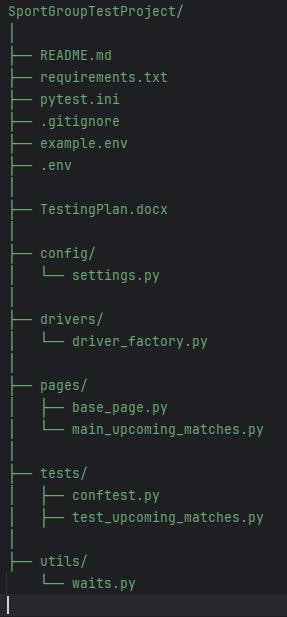 SportGroupTestProject/
│
├── README.md
├── requirements.txt
├── pytest.ini
├── .gitignore
├── example.env
├── .env
│
├── TestingPlan.docx
│
├── config/
│   └── settings.py
│
├── drivers/
│   └── driver_factory.py
│
├── pages/
│   ├── base_page.py
│   └── main_upcoming_matches.py
│
├── tests/
│   ├── conftest.py
│   ├── test_upcoming_matches.py
│
├── utils/
    └── waits.py